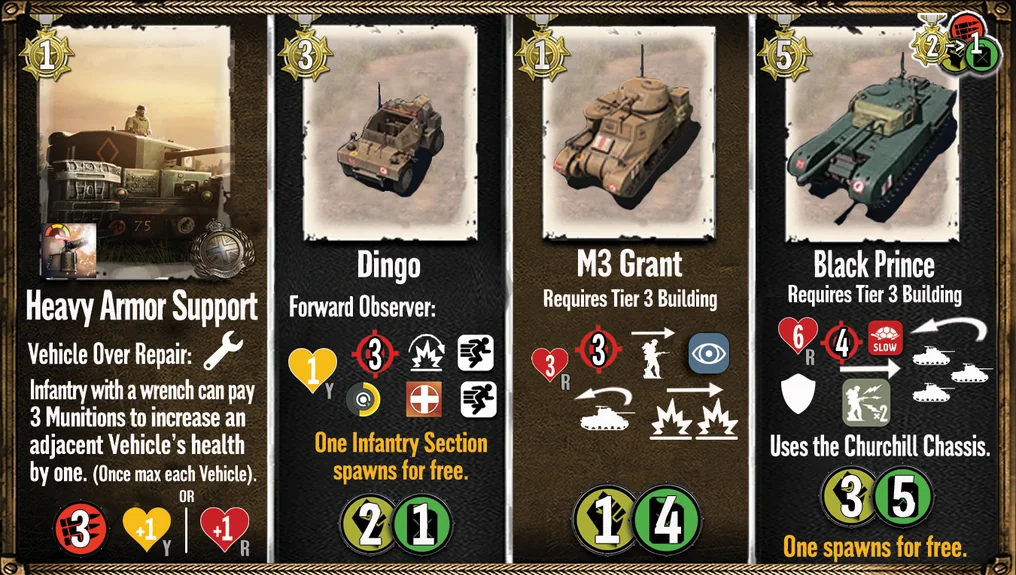 1
75
Heavy Armor Support
Vehicle Over Repair:
Infantry with a wrench can pay
3 Munitions to increase an
adjacent Vehicle's health
by one. (Once max each Vehicle).
OR
3
+1 Y
+1 R
3
Dingo
Forward Observer:
1 Y
3
One Infantry Section
spawns for free.
2 1
1
M3 Grant
Requires Tier 3 Building
3 R
3
1 4
5
2 -> 1
Black Prince
Requires Tier 3 Building
6 R
4
SLOW
x2
Uses the Churchill Chassis.
3 5
One spawns for free.